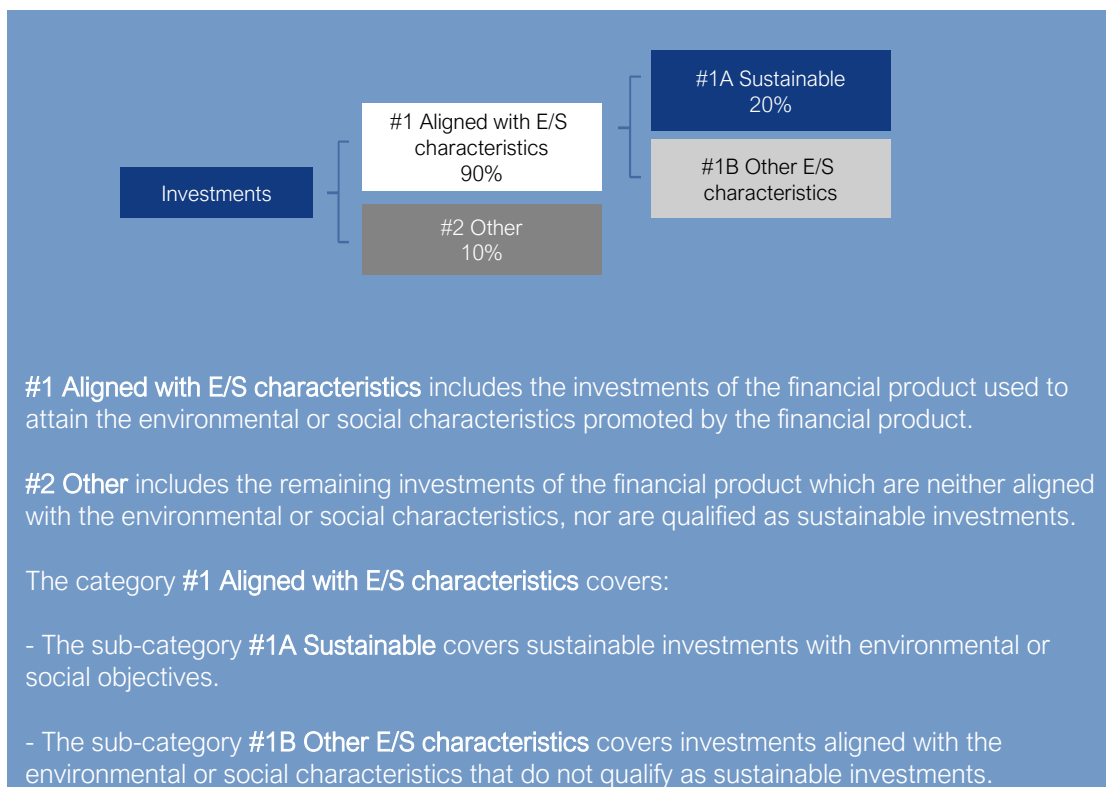 Investments
#1 Aligned with E/S
characteristics
90%
#2 Other
10%
#1A Sustainable
20%
#1B Other E/S
characteristics
#1 Aligned with E/S characteristics includes the investments of the financial product used to
attain the environmental or social characteristics promoted by the financial product.
#2 Other includes the remaining investments of the financial product which are neither aligned
with the environmental or social characteristics, nor are qualified as sustainable investments.
The category #1 Aligned with E/S characteristics covers:
- The sub-category #1A Sustainable covers sustainable investments with environmental or
social objectives.
- The sub-category #1B Other E/S characteristics covers investments aligned with the
environmental or social characteristics that do not qualify as sustainable investments.